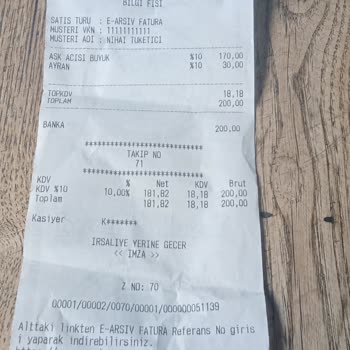 BILGI FISI
SATIS TURU : E-ARSIV FATURA
MUSTERI VKN : 11111111111
MUSTERI ADI : NIHAI TUKETICI
ASK ACISI BUYUK %10 170,00
AYRAN %10 30,00
TOPKDV 18,18
TOPLAM 200,00
BANKA 200,00
**************************
TAKIP NO
71
**************************
KDV % Net KDV Brut
KDV %10 10,00% 181,82 18,18 200,00
Toplam 181,82 18,18 200,00
Kasiyer K*******
IRSALIYE YERINE GECER
<< IMZA >>
Z NO: 70
00001/00002/0070/00001/000000051139
Alttaki linkten E-ARSIV FATURA Referans No giris
i yaparak indirebilirsiniz.